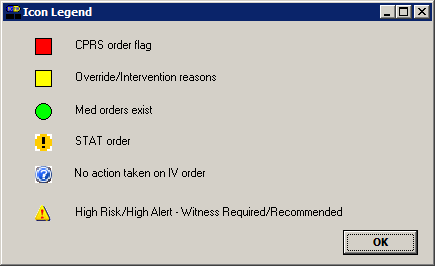 Icon Legend
CPRS order flag
Override/Intervention reasons
Med orders exist
STAT order
No action taken on IV order
High Risk/High Alert - Witness Required/Recommended
OK